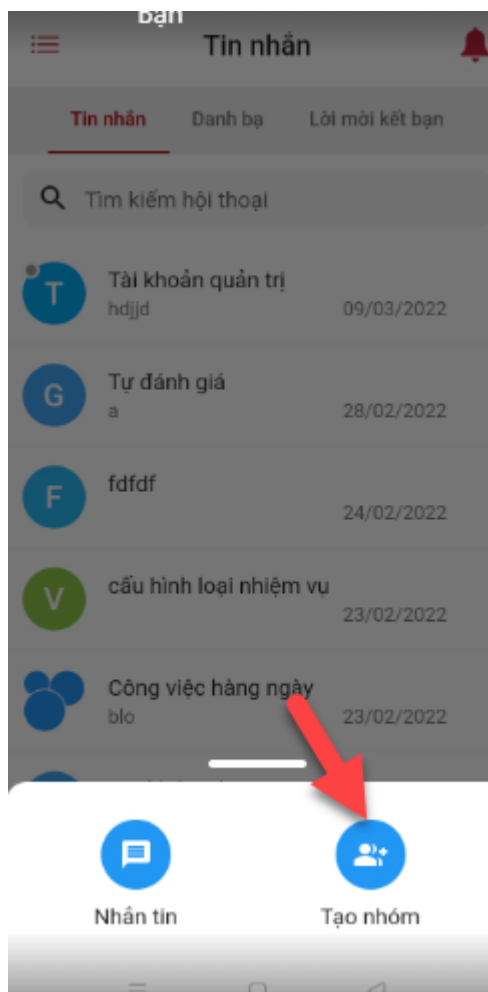 bạn
Tin nhắn
Tin nhắn Danh bạ Lời mời kết bạn
Tìm kiếm hội thoại
T
Tài khoản quản trị
hdjjd 09/03/2022
G
Tự đánh giá
a 28/02/2022
F
fdfdf
24/02/2022
V
cấu hình loại nhiệm vụ
23/02/2022
Công việc hàng ngày
blo 23/02/2022
Nhắn tin Tạo nhóm